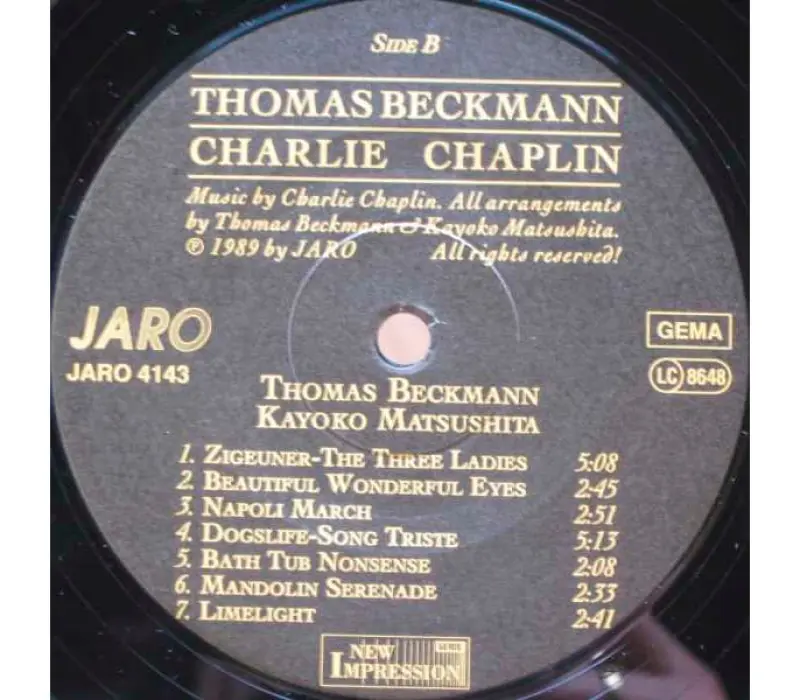 SIDE B
THOMAS BECKMANN
CHARLIE CHAPLIN
Music by Charlie Chaplin. All arrangements
by Thomas Beckmann & Kayoko Matsushita.
℗ 1989 by JARO All rights reserved!
JARO
JARO 4143
GEMA
LC 8648
THOMAS BECKMANN
KAYOKO MATSUSHITA
1. ZIGEUNER-THE THREE LADIES 5:08
2. BEAUTIFUL WONDERFUL EYES 2:45
3. NAPOLI MARCH 2:51
4. DOGSLIFE-SONG TRISTE 5:13
5. BATH TUB NONSENSE 2:08
6. MANDOLIN SERENADE 2:33
7. LIMELIGHT 2:41
NEW
IMPRESSION